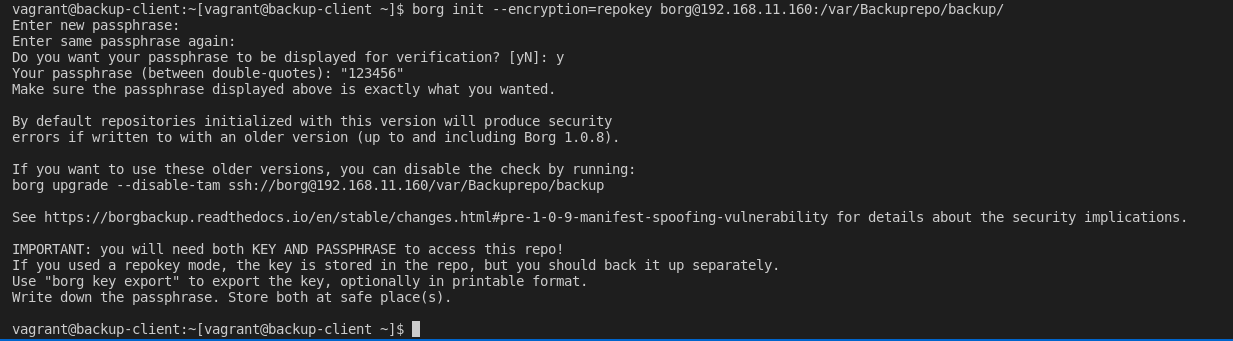 vagrant@backup-client:~[vagrant@backup-client ~]$ borg init --encryption=repokey borg@192.168.11.160:/var/Backuprepo/backup/
Enter new passphrase:
Enter same passphrase again:
Do you want your passphrase to be displayed for verification? [yN]: y
Your passphrase (between double-quotes): "123456"
Make sure the passphrase displayed above is exactly what you wanted.

By default repositories initialized with this version will produce security
errors if written to with an older version (up to and including Borg 1.0.8).

If you want to use these older versions, you can disable the check by running:
borg upgrade --disable-tam ssh://borg@192.168.11.160/var/Backuprepo/backup

See https://borgbackup.readthedocs.io/en/stable/changes.html#pre-1-0-9-manifest-spoofing-vulnerability for details about the security implications.

IMPORTANT: you will need both KEY AND PASSPHRASE to access this repo!
If you used a repokey mode, the key is stored in the repo, but you should back it up separately.
Use "borg key export" to export the key, optionally in printable format.
Write down the passphrase. Store both at safe place(s).

vagrant@backup-client:~[vagrant@backup-client ~]$